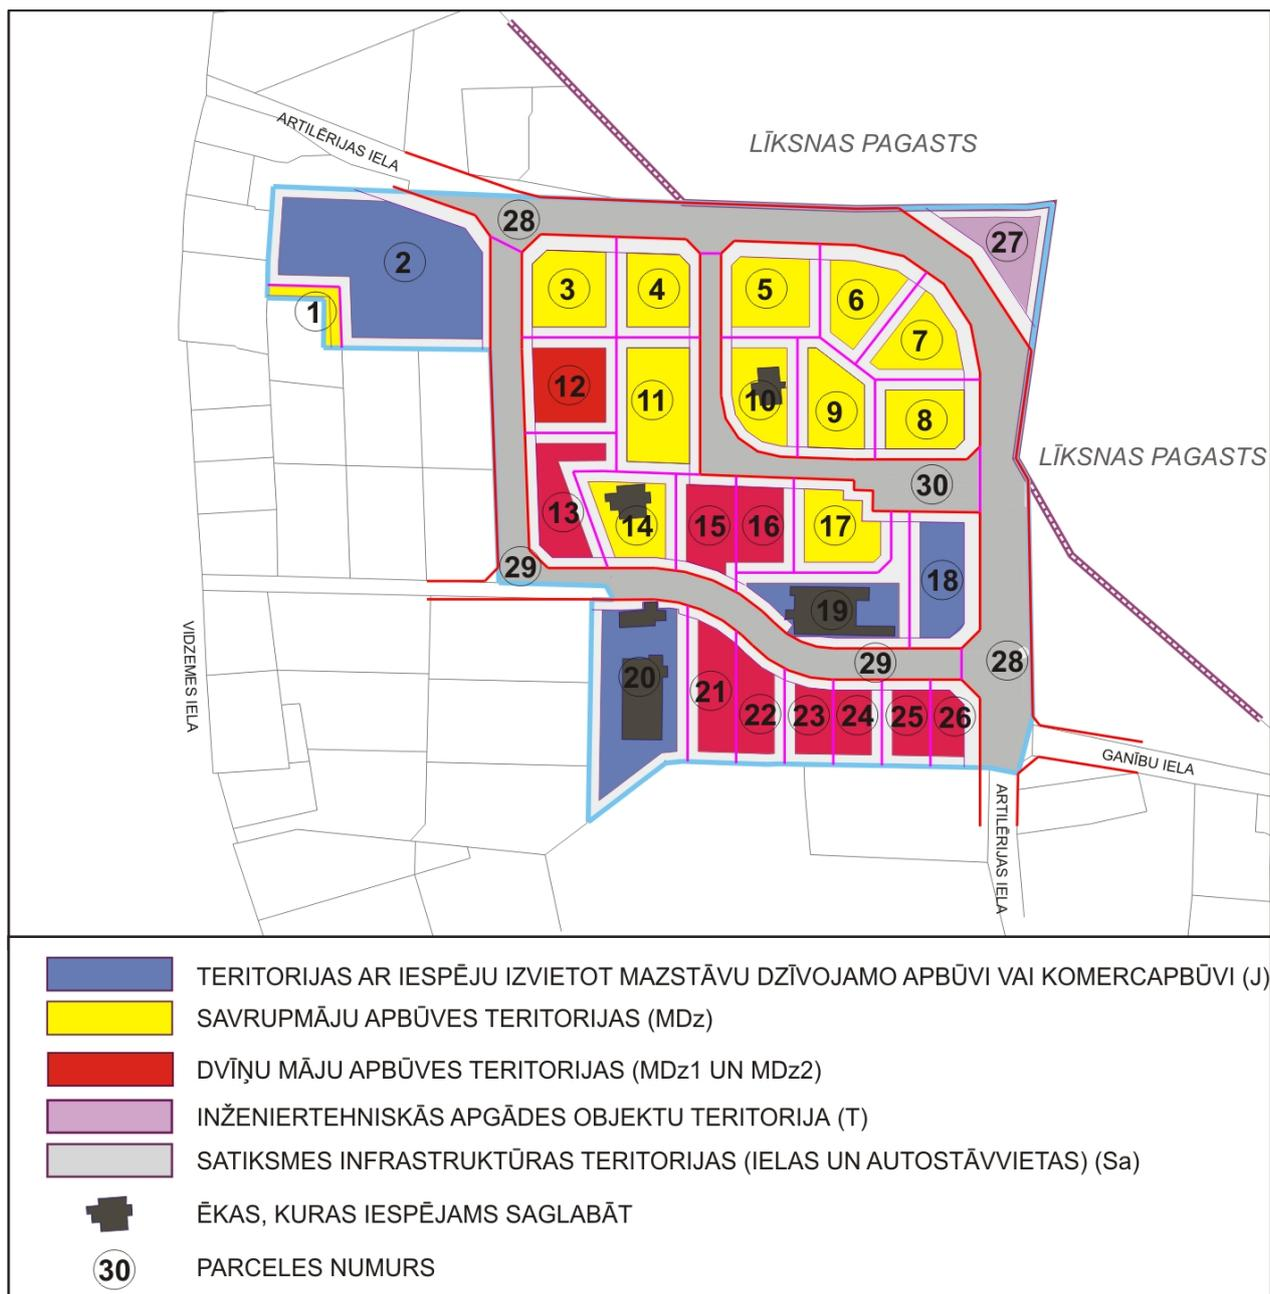 LĪKSNAS PAGASTS
ARTILĒRIJAS IELA
28
27
2
3
4
5
6
1
7
12
11
10
9
8
LĪKSNAS PAGASTS
30
13
14
15
16
17
29
18
19
VIDZEMES IELA
20
21
29
28
22
23
24
25
26
GANĪBU IELA
ARTILĒRIJAS IELA
TERITORIJAS AR IESPĒJU IZVIETOT MAZSTĀVU DZĪVOJAMO APBŪVI VAI KOMERCAPBŪVI (J)
SAVRUPMĀJU APBŪVES TERITORIJAS (MDz)
DVĪŅU MĀJU APBŪVES TERITORIJAS (MDz1 UN MDz2)
INŽENIERTEHNISKĀS APGĀDES OBJEKTU TERITORIJA (T)
SATIKSMES INFRASTRUKTŪRAS TERITORIJAS (IELAS UN AUTOSTĀVVIETAS) (Sa)
ĒKAS, KURAS IESPĒJAMS SAGLABĀT
30 PARCELES NUMURS